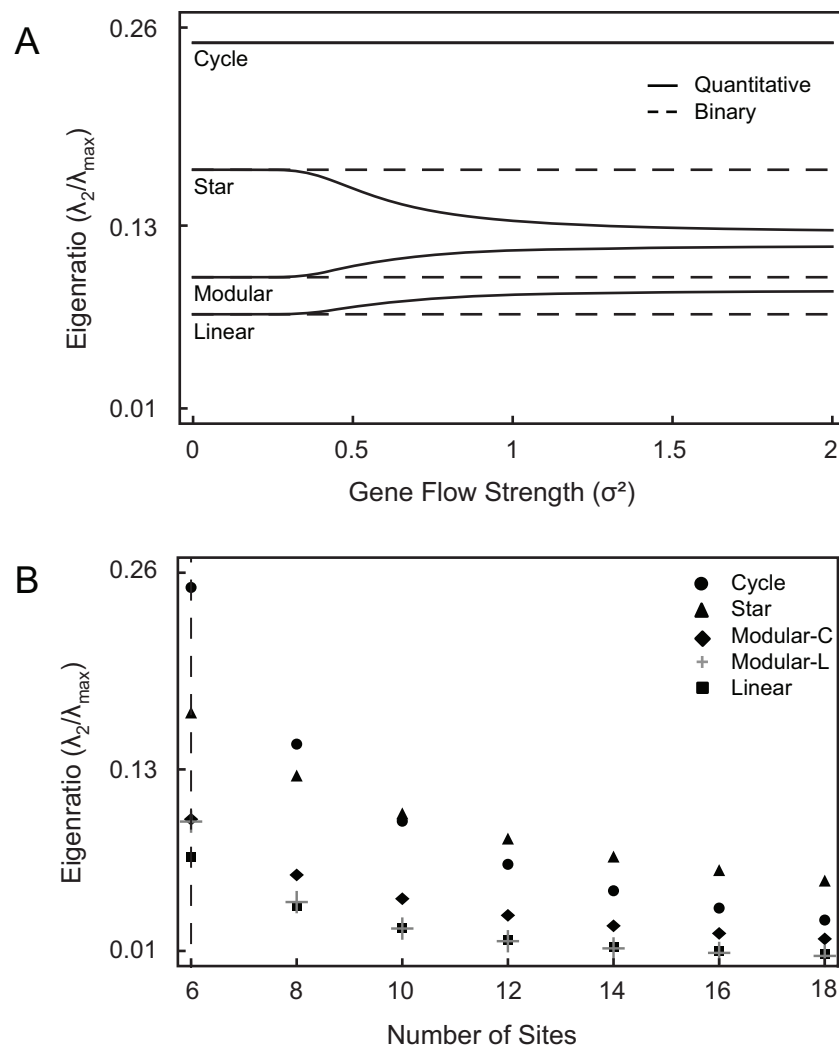 A
0.26
Cycle
Quantitative
Binary
Star
0.13
Modular
Linear
0.01
Eigenratio (λ2/λmax)
0 0.5 1 1.5 2
Gene Flow Strength (σ²)
B
0.26
Cycle
Star
Modular-C
Modular-L
Linear
0.13
0.01
Eigenratio (λ2/λmax)
6 8 10 12 14 16 18
Number of Sites